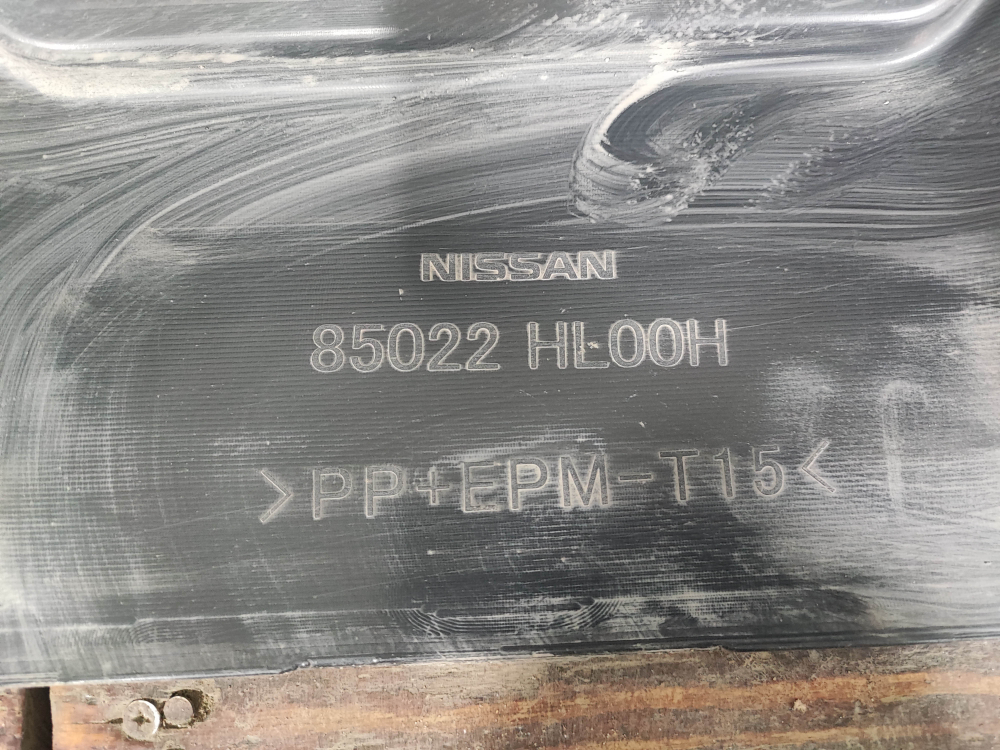 NISSAN
85022 HL00H
>PP+EPM-T15<